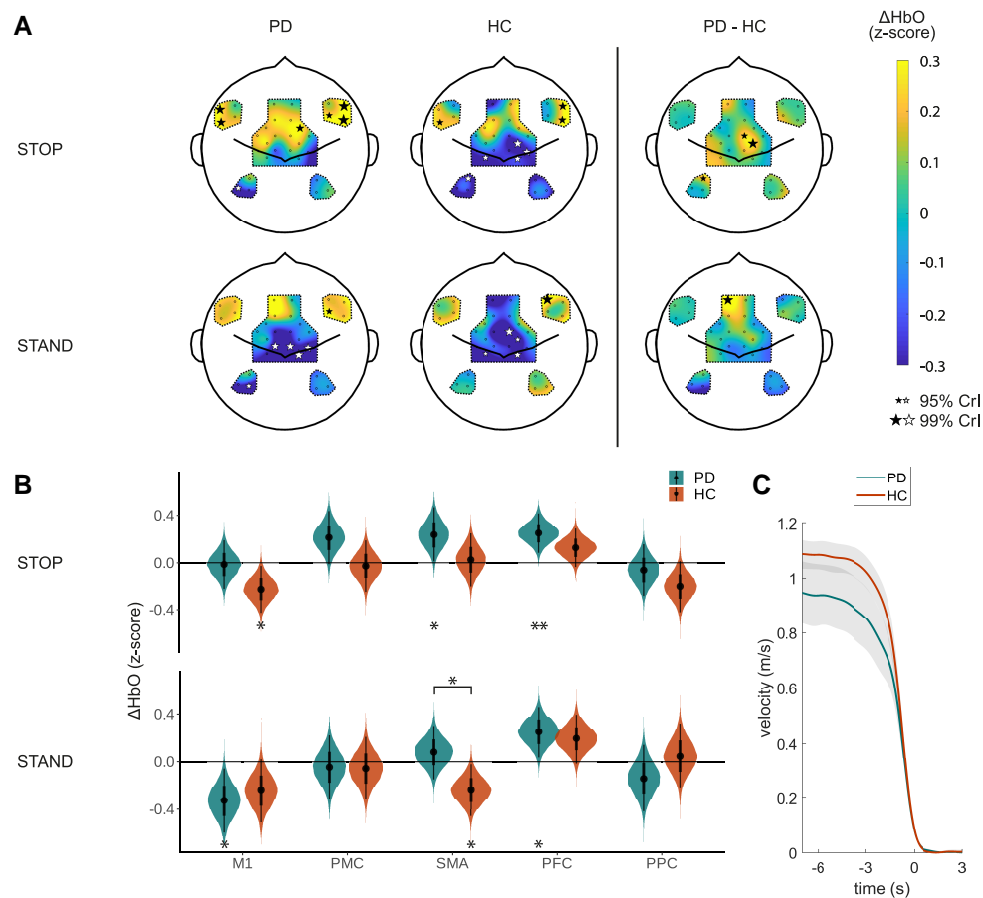 A
PD
HC
PD - HC
ΔHbO
(z-score)
STOP
STAND
0.3
0.2
0.1
0
-0.1
-0.2
-0.3
95% CrI
99% CrI
B
STOP
STAND
ΔHbO (z-score)
0.4
0.0
-0.4
0.4
0.0
-0.4
PD
HC
*
*
**
*
*
*
*
M1
PMC
SMA
PFC
PPC
C
PD
HC
velocity (m/s)
1.2
1
0.8
0.6
0.4
0.2
0
-6
-3
0
3
time (s)